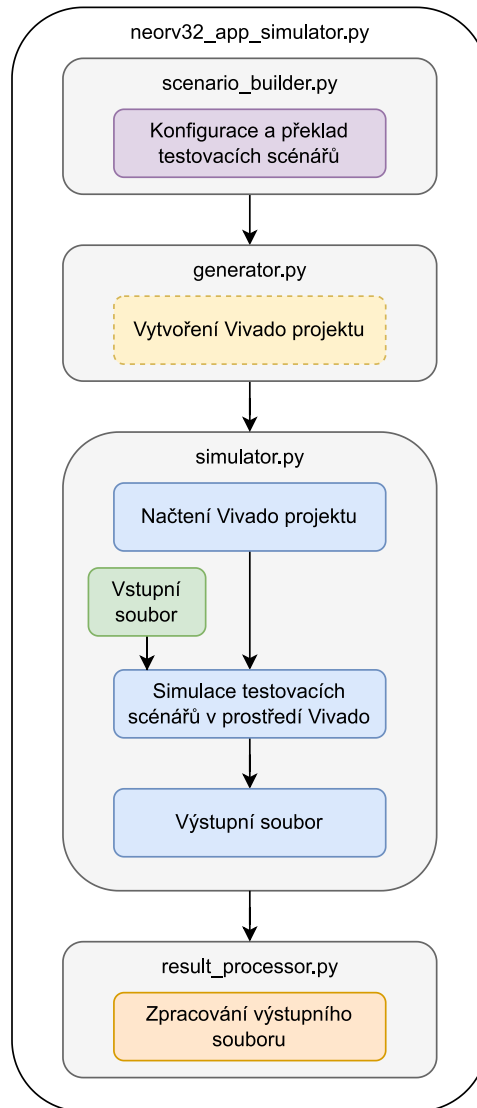 neorv32_app_simulator.py
scenario_builder.py
Konfigurace a překlad
testovacích scénářů
generator.py
Vytvoření Vivado projektu
simulator.py
Načtení Vivado projektu
Vstupní
soubor
Simulace testovacích
scénářů v prostředí Vivado
Výstupní soubor
result_processor.py
Zpracování výstupního
souboru